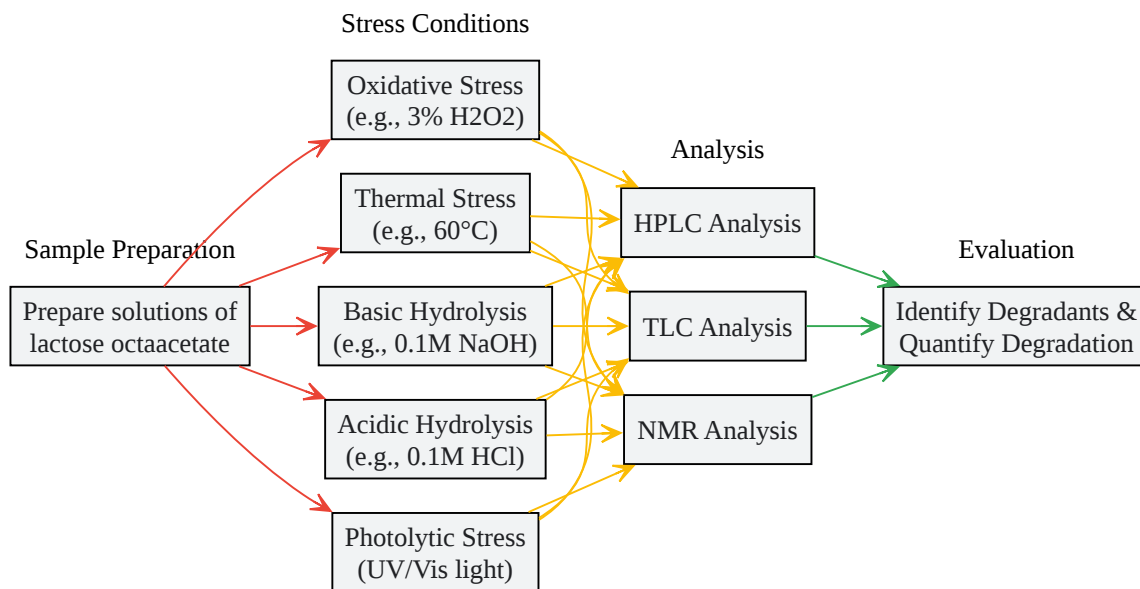 Stress Conditions
Oxidative Stress
(e.g., 3% H2O2)
Analysis
Thermal Stress
(e.g., 60°C)
HPLC Analysis
Sample Preparation
Evaluation
Prepare solutions of
lactose octaacetate
Basic Hydrolysis
(e.g., 0.1M NaOH)
TLC Analysis
Identify Degradants &
Quantify Degradation
Acidic Hydrolysis
(e.g., 0.1M HCl)
NMR Analysis
Photolytic Stress
(UV/Vis light)